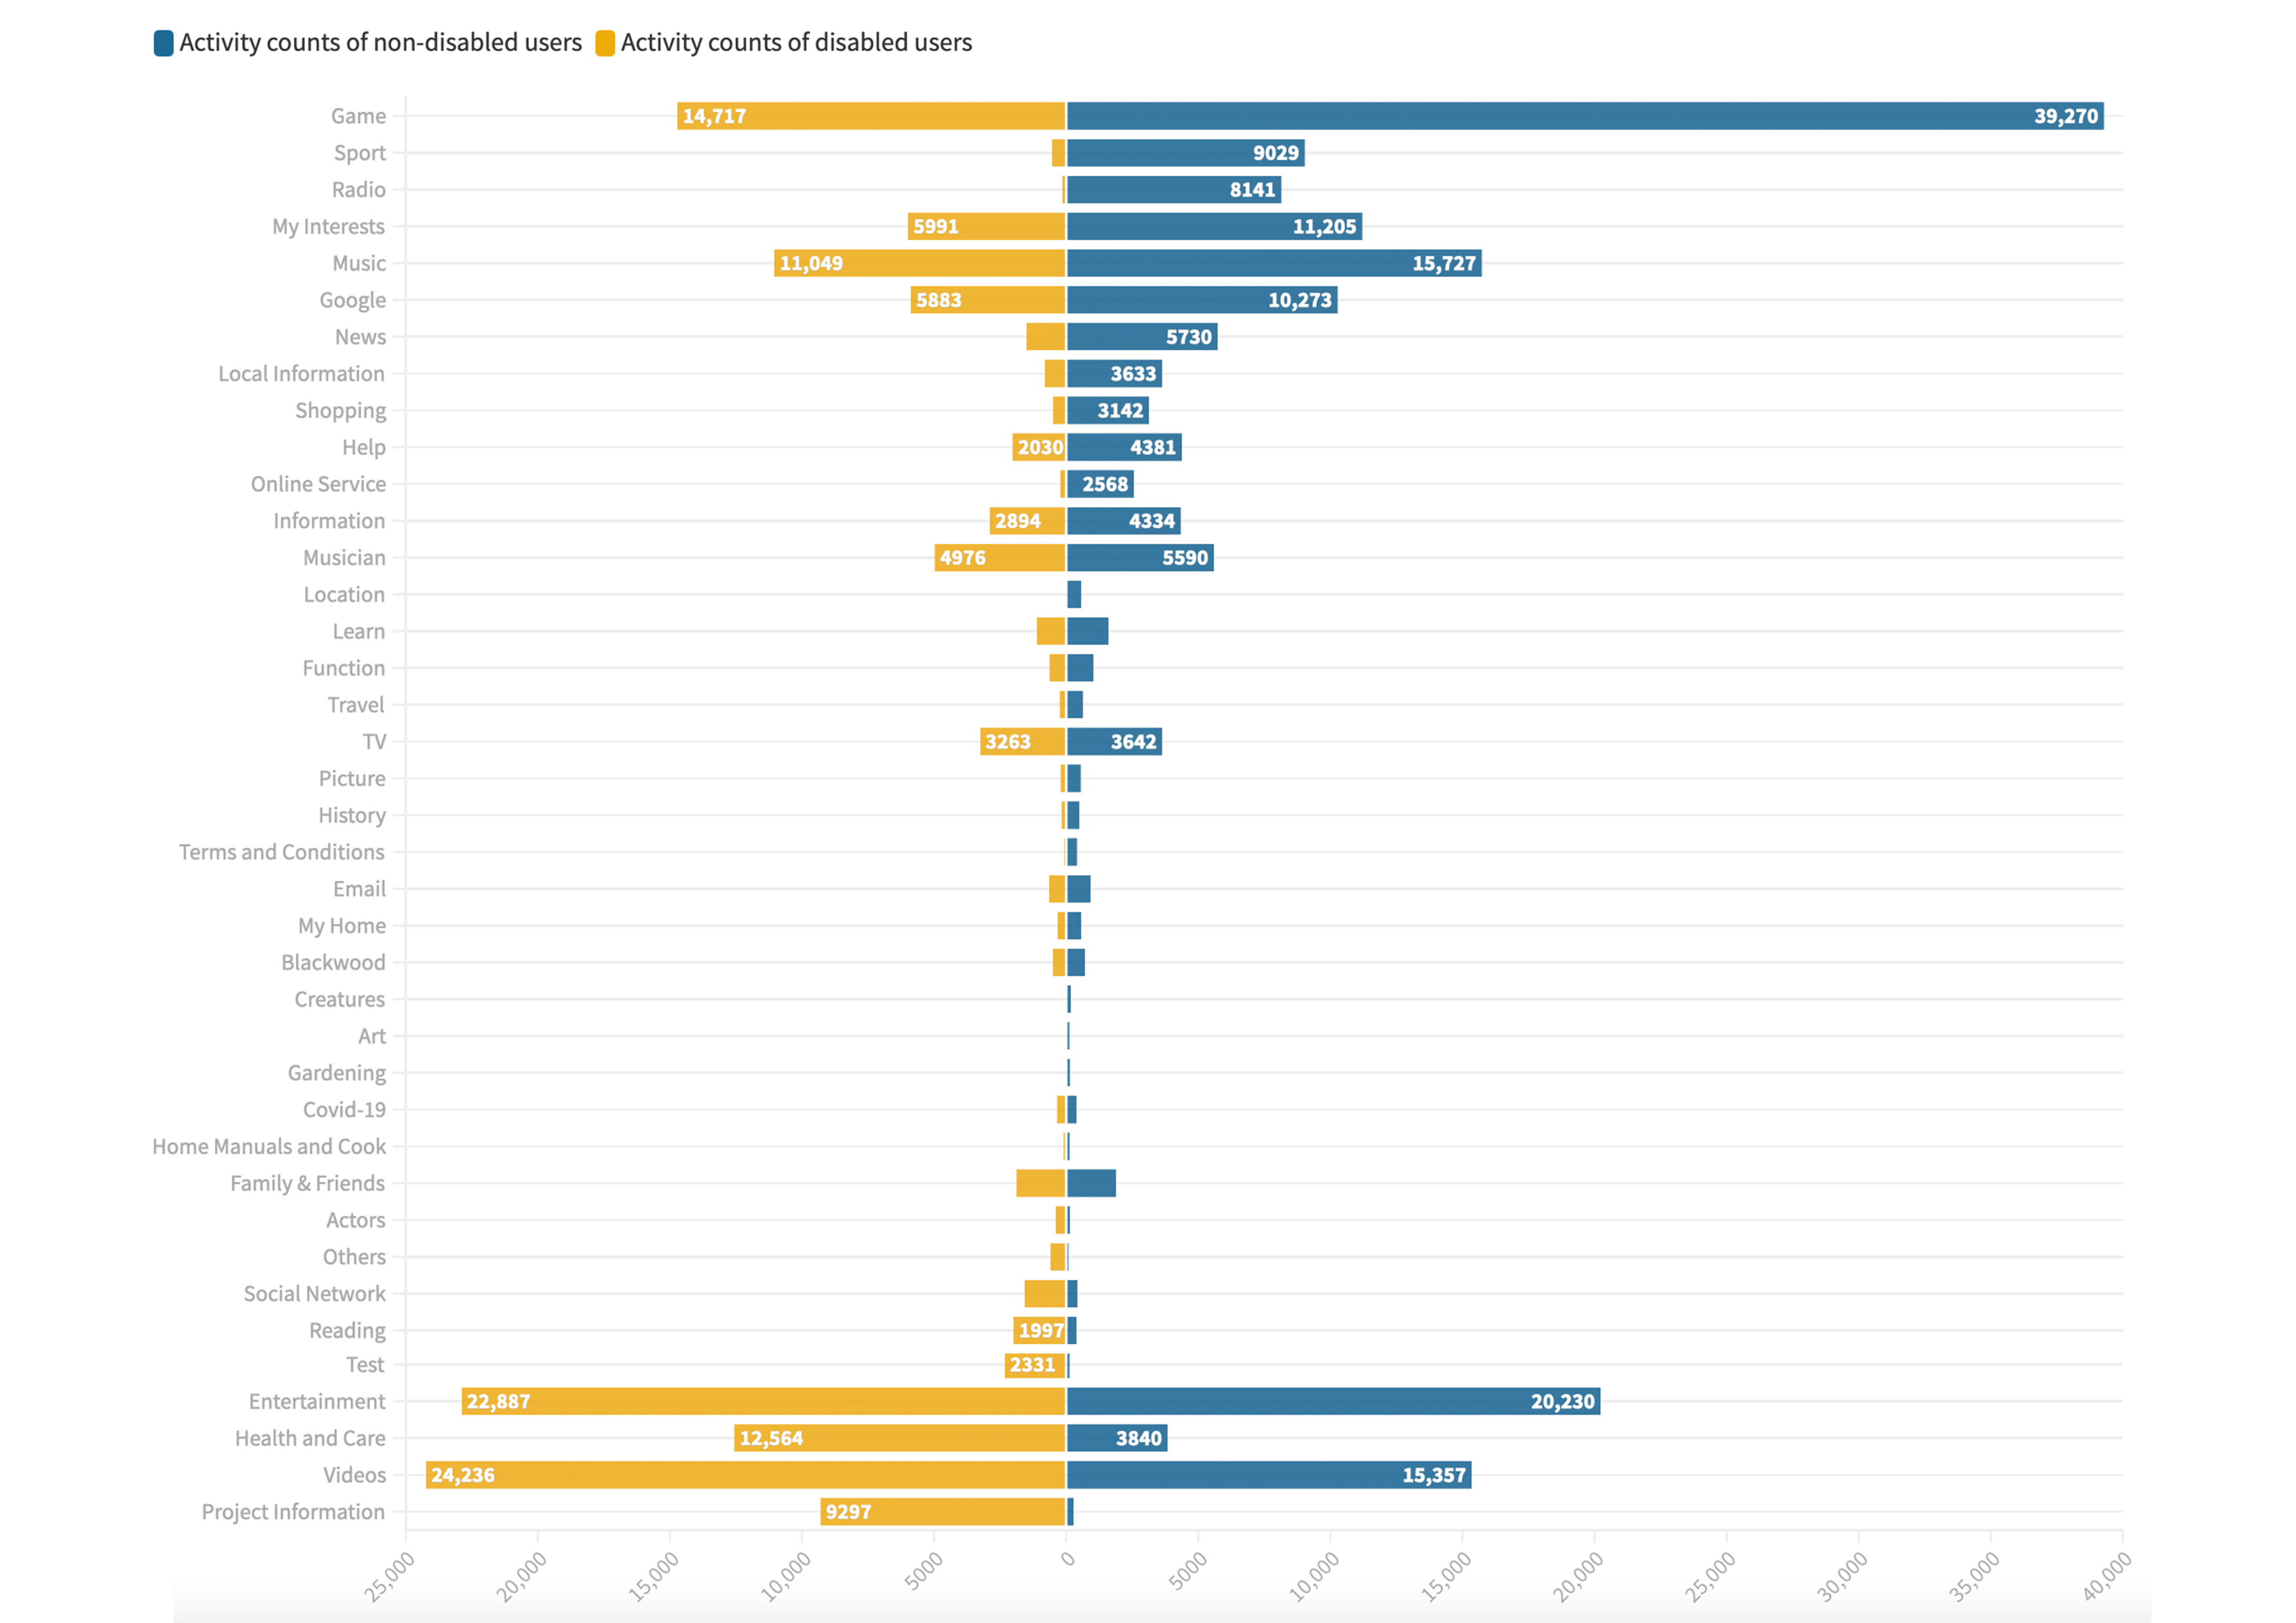 Activity counts of non-disabled users Activity counts of disabled users
Game 14,717 39,270
Sport 9029
Radio 8141
My Interests 5991 11,205
Music 11,049 15,727
Google 5883 10,273
News 5730
Local Information 3633
Shopping 3142
Help 2030 4381
Online Service 2568
Information 2894 4334
Musician 4976 5590
Location
Learn
Function
Travel
TV 3263 3642
Picture
History
Terms and Conditions
Email
My Home
Blackwood
Creatures
Art
Gardening
Covid-19
Home Manuals and Cook
Family & Friends
Actors
Others
Social Network
Reading 1997
Test 2331
Entertainment 22,887 20,230
Health and Care 12,564 3840
Videos 24,236 15,357
Project Information 9297
25,000 20,000 15,000 10,000 5000 0 5000 10,000 15,000 20,000 25,000 30,000 35,000 40,000